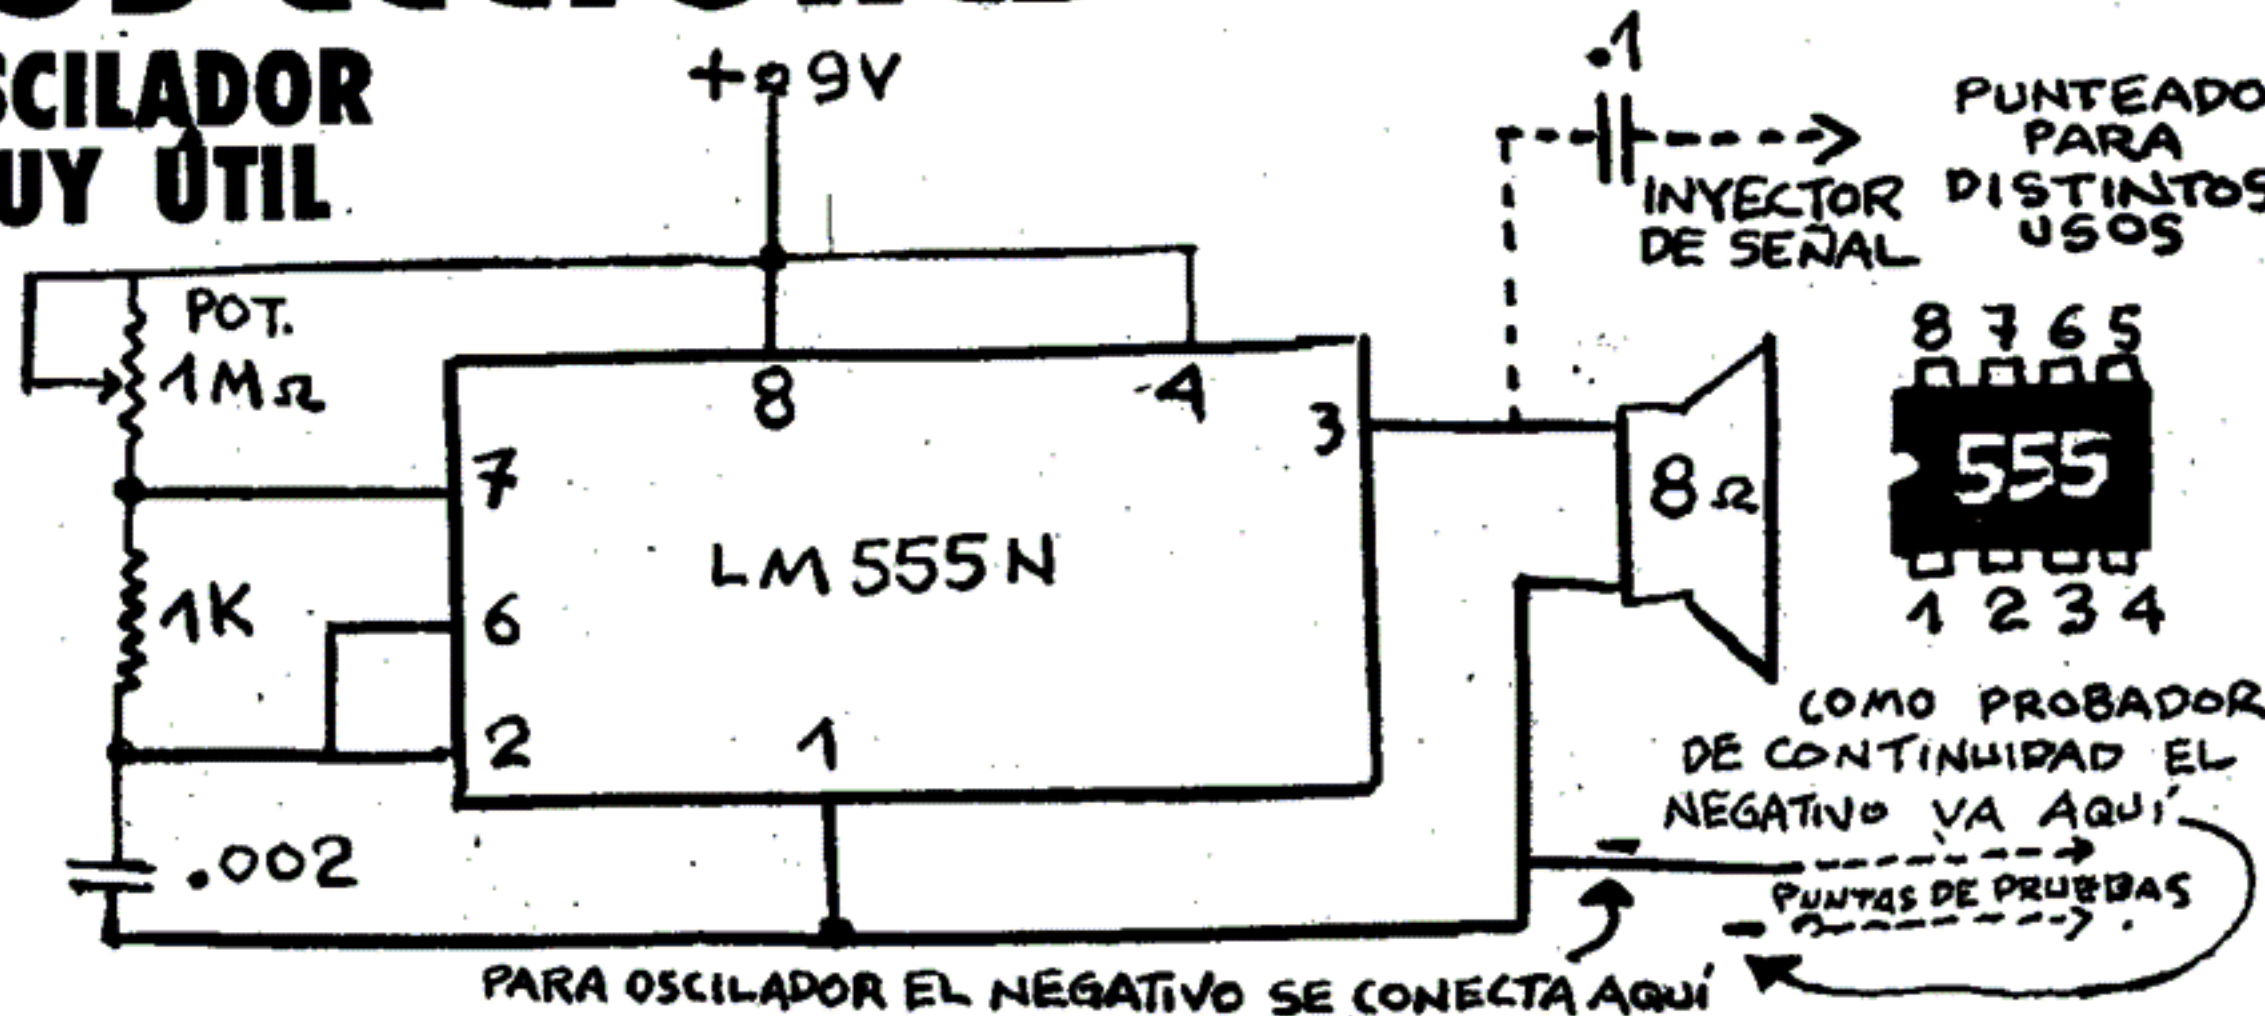 SCILADOR
UY ÚTIL
+ 9V
.1
PUNTEADO
PARA
DISTINTOS
USOS
INYECTOR
DE SEÑAL
POT.
1MΩ
8
4
3
7
LM 555 N
6
2
1
1K
.002
8Ω
8 7 6 5
555
1 2 3 4
COMO PROBADOR
DE CONTINUIDAD EL
NEGATIVO VA AQUÍ
-
PUNTAS DE PRUEBAS
-
PARA OSCILADOR EL NEGATIVO SE CONECTA AQUÍ